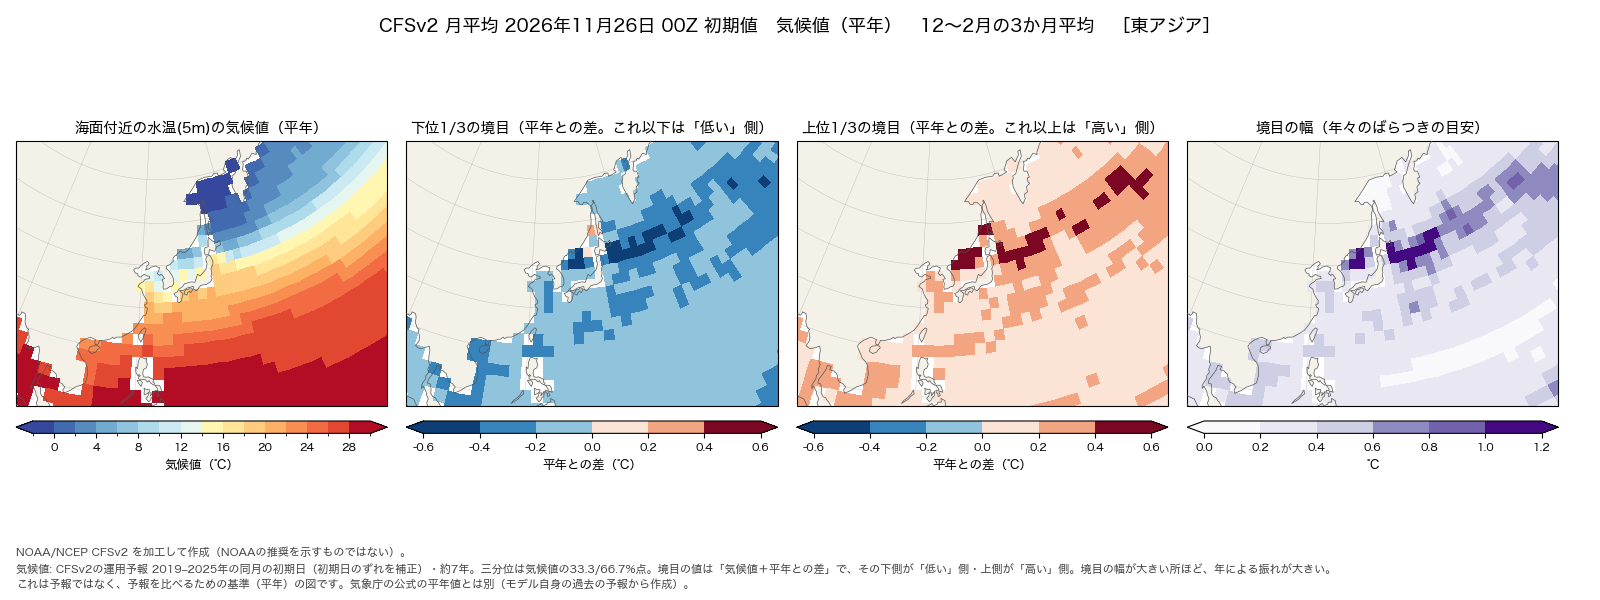 CFSv2 月平均 2026年11月26日 00Z 初期値　気候値（平年）　12～2月の3か月平均　［東アジア］
海面付近の水温(5m)の気候値（平年）
下位1/3の境目（平年との差。これ以下は「低い」側）
上位1/3の境目（平年との差。これ以上は「高い」側）
境目の幅（年々のばらつきの目安）
0 4 8 12 16 20 24 28
気候値（℃）
-0.6 -0.4 -0.2 0.0 0.2 0.4 0.6
平年との差（℃）
-0.6 -0.4 -0.2 0.0 0.2 0.4 0.6
平年との差（℃）
0.0 0.2 0.4 0.6 0.8 1.0 1.2
℃
NOAA/NCEP CFSv2 を加工して作成（NOAAの推奨を示すものではない）。
気候値: CFSv2の運用予報 2019–2025年の同月の初期日（初期日のずれを補正）・約7年。三分位は気候値の33.3/66.7%点。境目の値は「気候値＋平年との差」で、その下側が「低い」側・上側が「高い」側。境目の幅が大きい所ほど、年による振れが大きい。
これは予報ではなく、予報を比べるための基準（平年）の図です。気象庁の公式の平年値とは別（モデル自身の過去の予報から作成）。